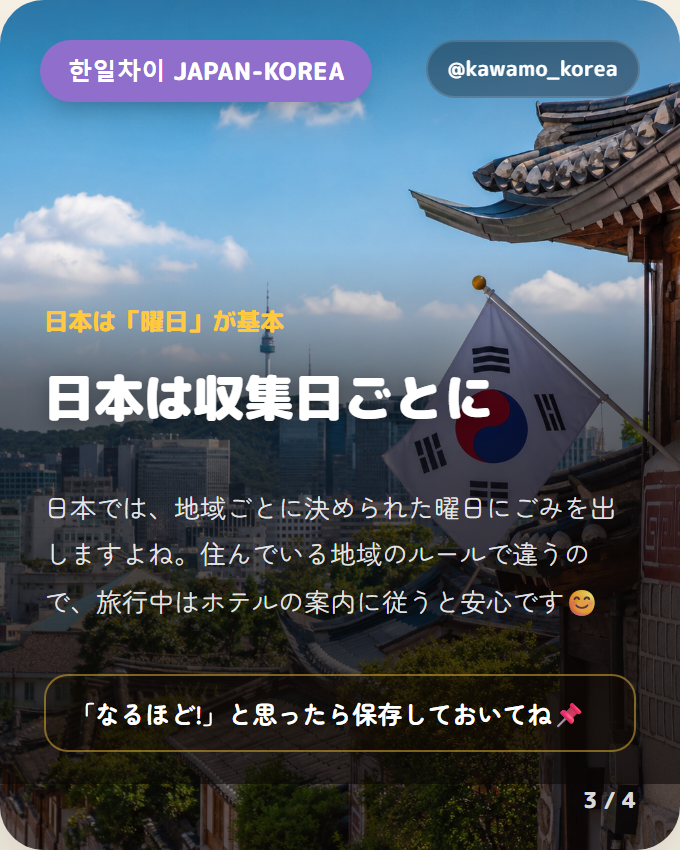 한일차이 JAPAN-KOREA
@kawamo_korea
日本は「曜日」が基本
日本は収集日ごとに
日本では、地域ごとに決められた曜日にごみを出
しますよね。住んでいる地域のルールで違うの
で、旅行中はホテルの案内に従うと安心です😊
「なるほど!」と思ったら保存しておいてね📌
3 / 4